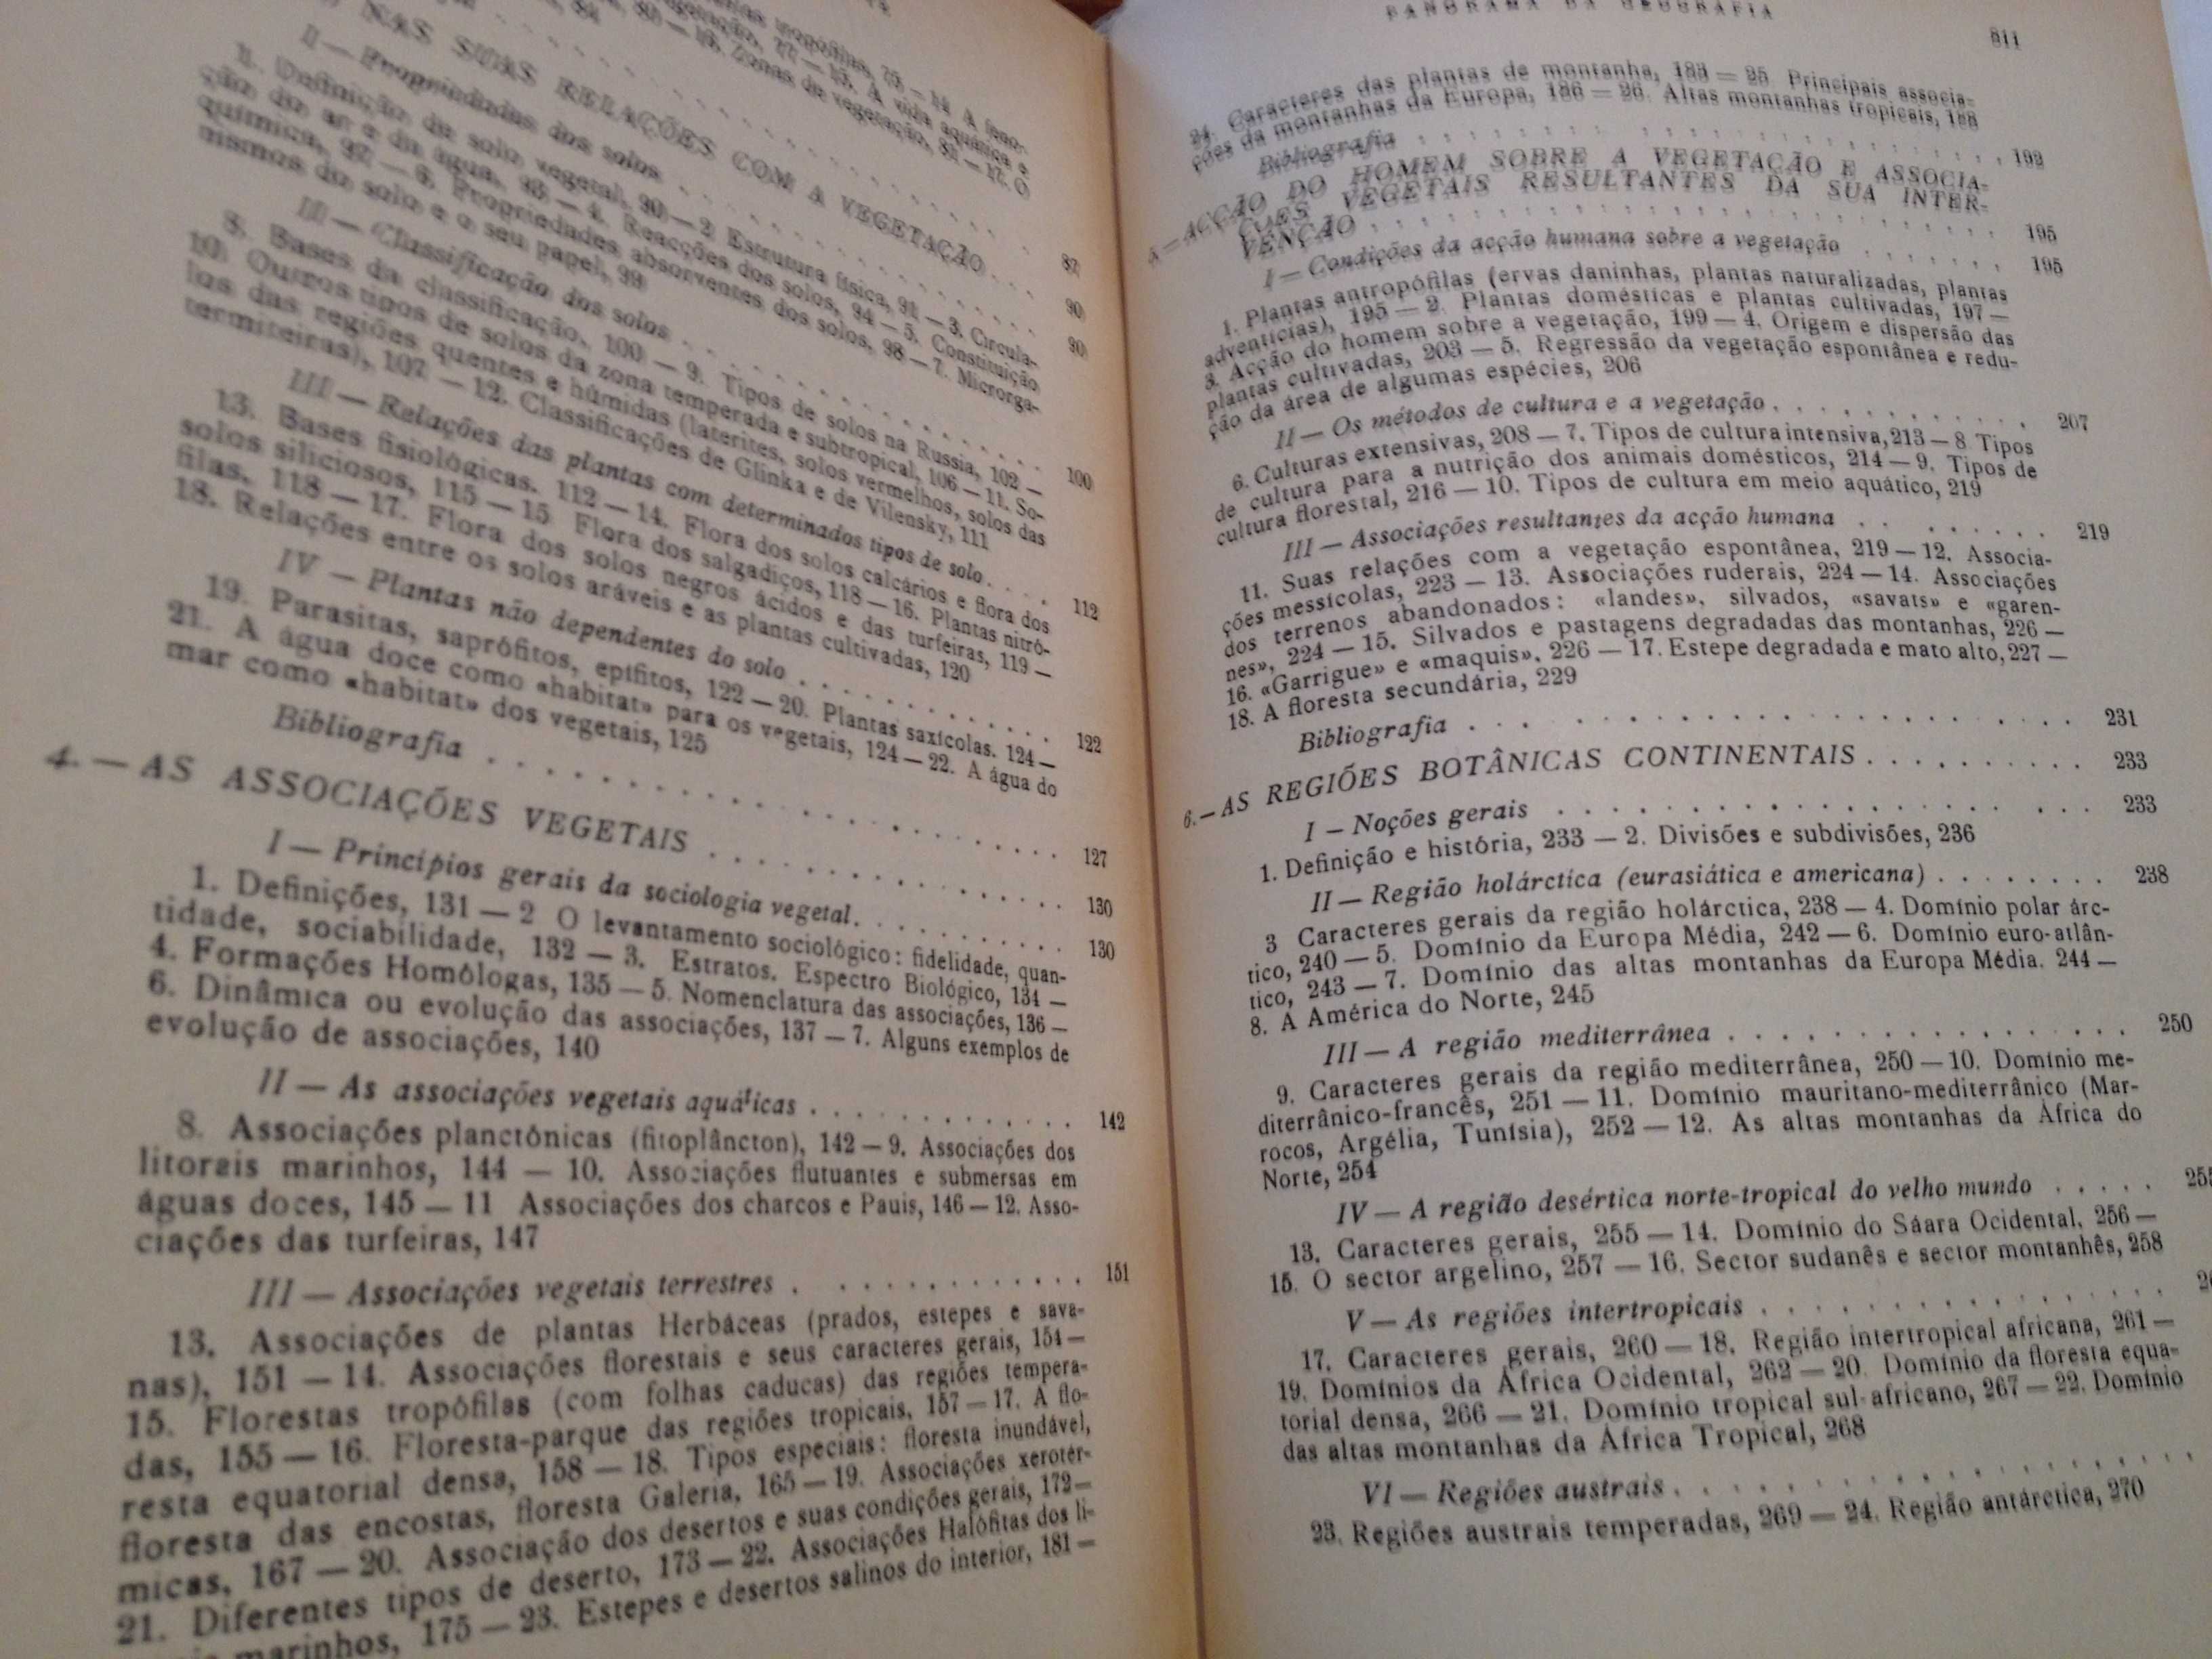 NAS SUAS RELAÇÕES COM A VEGETAÇÃO . . . 87
II — Propriedades dos solos . . . 90
1. Definição de solo vegetal, 90 — 2 Estrutura física, 91 — 3. Circula-
ção do ar e da água, 93 — 4. Reacções dos solos, 94 — 5. Constituição
química, 97 — 6. Propriedades absorventes dos solos, 98 — 7. Microrga-
nismos do solo e o seu papel, 99
II — Classificação dos solos . . . 100
8. Bases da classificação, 100 — 9. Tipos de solos na Russia, 102 —
10. Outros tipos de solos da zona temperada e subtropical, 106 — 11. So-
los das regiões quentes e húmidas (laterites, solos vermelhos, solos das
termiteiras), 107 — 12. Classificações de Glinka e de Vilensky, 111
III — Relações das plantas com determinados tipos de solo . . . 112
13. Bases fisiológicas. 112 — 14. Flora dos solos calcários e flora dos
solos siliciosos, 115 — 15 Flora dos salgadiços, 118 — 16. Plantas nitró-
filas, 118 — 17. Flora dos solos negros ácidos e das turfeiras, 119 —
18. Relações entre os solos aráveis e as plantas cultivadas, 120
IV — Plantas não dependentes do solo . . . 122
19. Parasitas, saprófitos, epífitos, 122 — 20. Plantas saxícolas. 124 —
21. A água doce como «habitat» para os vegetais, 124 — 22. A água do
mar como «habitat» dos vegetais, 125
Bibliografia . . . 127
4. — AS ASSOCIAÇÕES VEGETAIS . . . 130
I — Princípios gerais da sociologia vegetal. . . . 130
1. Definições, 131 — 2 O levantamento sociológico: fidelidade, quan-
tidade, sociabilidade, 132 — 3. Estratos. Espectro Biológico, 134 —
4. Formações Homólogas, 135 — 5. Nomenclatura das associações, 136 —
6. Dinâmica ou evolução das associações, 137 — 7. Alguns exemplos de
evolução de associações, 140
II — As associações vegetais aquáticas . . . 142
8. Associações planctónicas (fitoplâncton), 142 — 9. Associações dos
litorais marinhos, 144 — 10. Associações flutuantes e submersas em
águas doces, 145 — 11 Associações dos charcos e Pauis, 146 — 12. Asso-
ciações das turfeiras, 147
III — Associações vegetais terrestres . . . 151
13. Associações de plantas Herbáceas (prados, estepes e sava-
nas), 151 — 14. Associações florestais e seus caracteres gerais, 154 —
15. Florestas tropófilas (com folhas caducas) das regiões tempera-
das, 155 — 16. Floresta-parque das regiões tropicais, 157 — 17. A flo-
resta equatorial densa, 158 — 18. Tipos especiais: floresta inundável,
floresta das encostas, floresta Galeria, 165 — 19. Associações xerotér-
micas, 167 — 20. Associação dos desertos e suas condições gerais, 172 —
21. Diferentes tipos de deserto, 173 — 22. Associações Halófitas dos li-
marinhos, 175 — 23. Estepes e desertos salinos do interior, 181 —
PANORAMA DA GEOGRAFIA 811
24. Caracteres das plantas de montanha, 183 — 25. Principais associa-
ções da montanhas da Europa, 186 — 26. Altas montanhas tropicais, 188
Bibliografia . . . 192
ACÇÃO DO HOMEM SOBRE A VEGETAÇÃO E ASSOCIA-
ÇÕES VEGETAIS RESULTANTES DA SUA INTER-
VENÇÃO . . . 195
I — Condições da acção humana sobre a vegetação . . . 195
1. Plantas antropófilas (ervas daninhas, plantas naturalizadas, plantas
adventícias), 195 — 2. Plantas domésticas e plantas cultivadas, 197 —
3. Acção do homem sobre a vegetação, 199 — 4. Origem e dispersão das
plantas cultivadas, 203 — 5. Regressão da vegetação espontânea e redu-
ção da área de algumas espécies, 206
II — Os métodos de cultura e a vegetação . . . 207
6. Culturas extensivas, 208 — 7. Tipos de cultura intensiva, 213 — 8 Tipos
de cultura para a nutrição dos animais domésticos, 214 — 9. Tipos de
cultura florestal, 216 — 10. Tipos de cultura em meio aquático, 219
III — Associações resultantes da acção humana . . . 219
11. Suas relações com a vegetação espontânea, 219 — 12. Associa-
ções messícolas, 223 — 13. Associações ruderais, 224 — 14. Associações
dos terrenos abandonados: «landes», silvados, «savats» e «garen-
nes», 224 — 15. Silvados e pastagens degradadas das montanhas, 226 —
16. «Garrigue» e «maquis». 226 — 17. Estepe degradada e mato alto, 227 —
18. A floresta secundária, 229
Bibliografia . . . 231
6. — AS REGIÕES BOTÂNICAS CONTINENTAIS . . . 233
I — Noções gerais . . . 233
1. Definição e história, 233 — 2. Divisões e subdivisões, 236
II — Região holárctica (eurasiática e americana) . . . 238
3 Caracteres gerais da região holárctica, 238 — 4. Domínio polar árc-
tico, 240 — 5. Domínio da Europa Média, 242 — 6. Domínio euro-atlân-
tico, 243 — 7. Domínio das altas montanhas da Europa Média. 244 —
8. A América do Norte, 245
III — A região mediterrânea . . . 250
9. Caracteres gerais da região mediterrânea, 250 — 10. Domínio me-
diterrânico-francês, 251 — 11. Domínio mauritano-mediterrânico (Mar-
rocos, Argélia, Tunísia), 252 — 12. As altas montanhas da África do
Norte, 254
IV — A região desértica norte-tropical do velho mundo . . . 255
13. Caracteres gerais, 255 — 14. Domínio do Sáara Ocidental. 256 —
15. O sector argelino, 257 — 16. Sector sudanês e sector montanhês, 258
V — As regiões intertropicais . . .
17. Caracteres gerais, 260 — 18. Região intertropical africana, 261 —
19. Domínios da África Ocidental, 262 — 20. Domínio da floresta equa-
torial densa, 266 — 21. Domínio tropical sul-africano, 267 — 22. Domínio
das altas montanhas da África Tropical, 268
VI — Regiões austrais . . .
23. Regiões austrais temperadas, 269 — 24. Região antárctica, 270